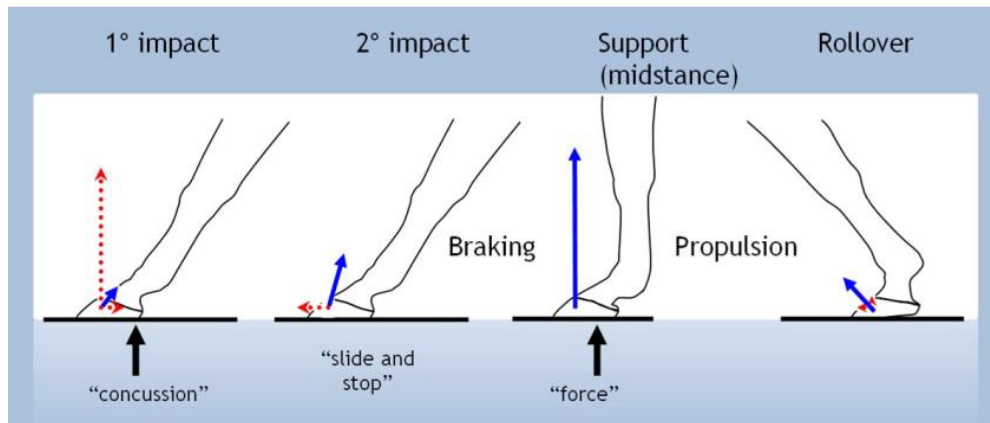 1° impact
2° impact
Support
(midstance)
Rollover
Braking
Propulsion
“concussion”
“slide and
stop”
“force”